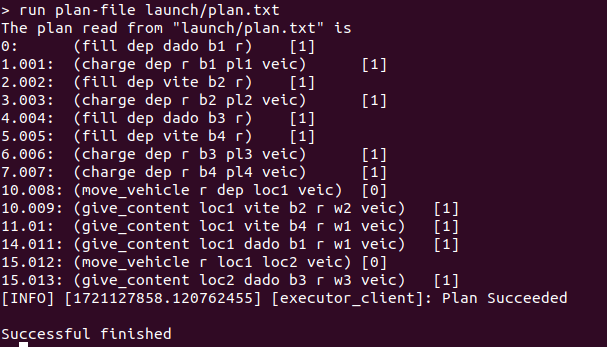 > run plan-file launch/plan.txt
The plan read from "launch/plan.txt" is
0:      (fill dep dado b1 r)    [1]
1.001:  (charge dep r b1 pl1 veic)      [1]
2.002:  (fill dep vite b2 r)    [1]
3.003:  (charge dep r b2 pl2 veic)      [1]
4.004:  (fill dep dado b3 r)    [1]
5.005:  (fill dep vite b4 r)    [1]
6.006:  (charge dep r b3 pl3 veic)      [1]
7.007:  (charge dep r b4 pl4 veic)      [1]
10.008: (move_vehicle r dep loc1 veic)  [0]
10.009: (give_content loc1 vite b2 r w2 veic)   [1]
11.01:  (give_content loc1 vite b4 r w1 veic)   [1]
14.011: (give_content loc1 dado b1 r w1 veic)   [1]
15.012: (move_vehicle r loc1 loc2 veic) [0]
15.013: (give_content loc2 dado b3 r w3 veic)   [1]
[INFO] [1721127858.120762455] [executor_client]: Plan Succeeded
Successful finished